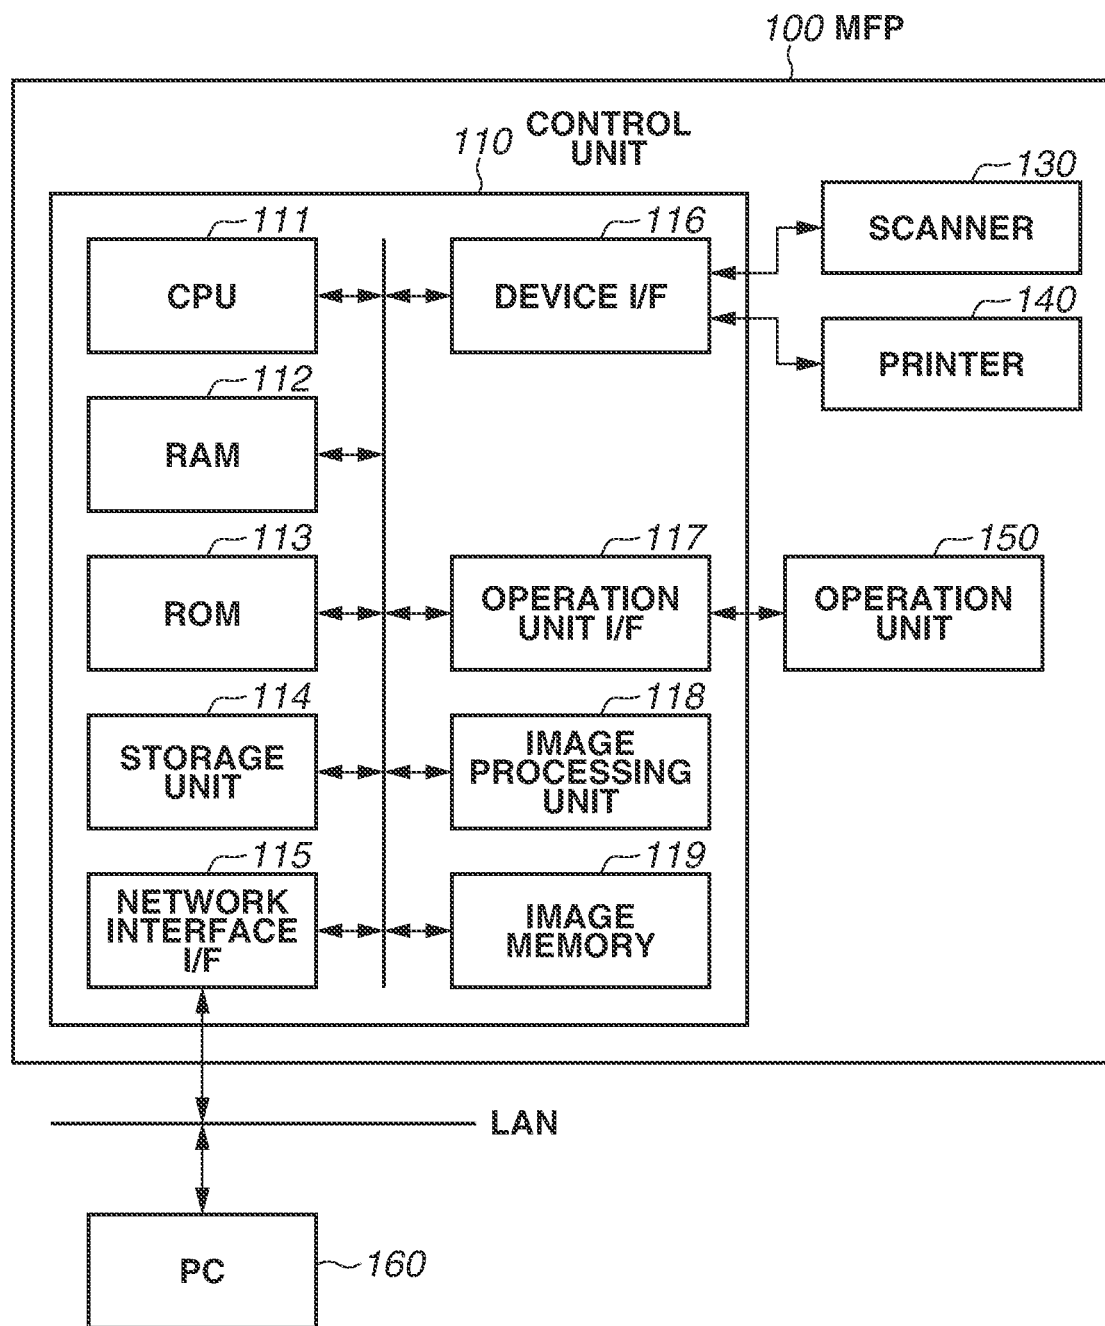 100 MFP
110
CONTROL
UNIT
111
CPU
116
DEVICE I/F
130
SCANNER
140
PRINTER
112
RAM
113
ROM
117
OPERATION
UNIT I/F
150
OPERATION
UNIT
114
STORAGE
UNIT
118
IMAGE
PROCESSING
UNIT
115
NETWORK
INTERFACE
I/F
119
IMAGE
MEMORY
LAN
PC
160